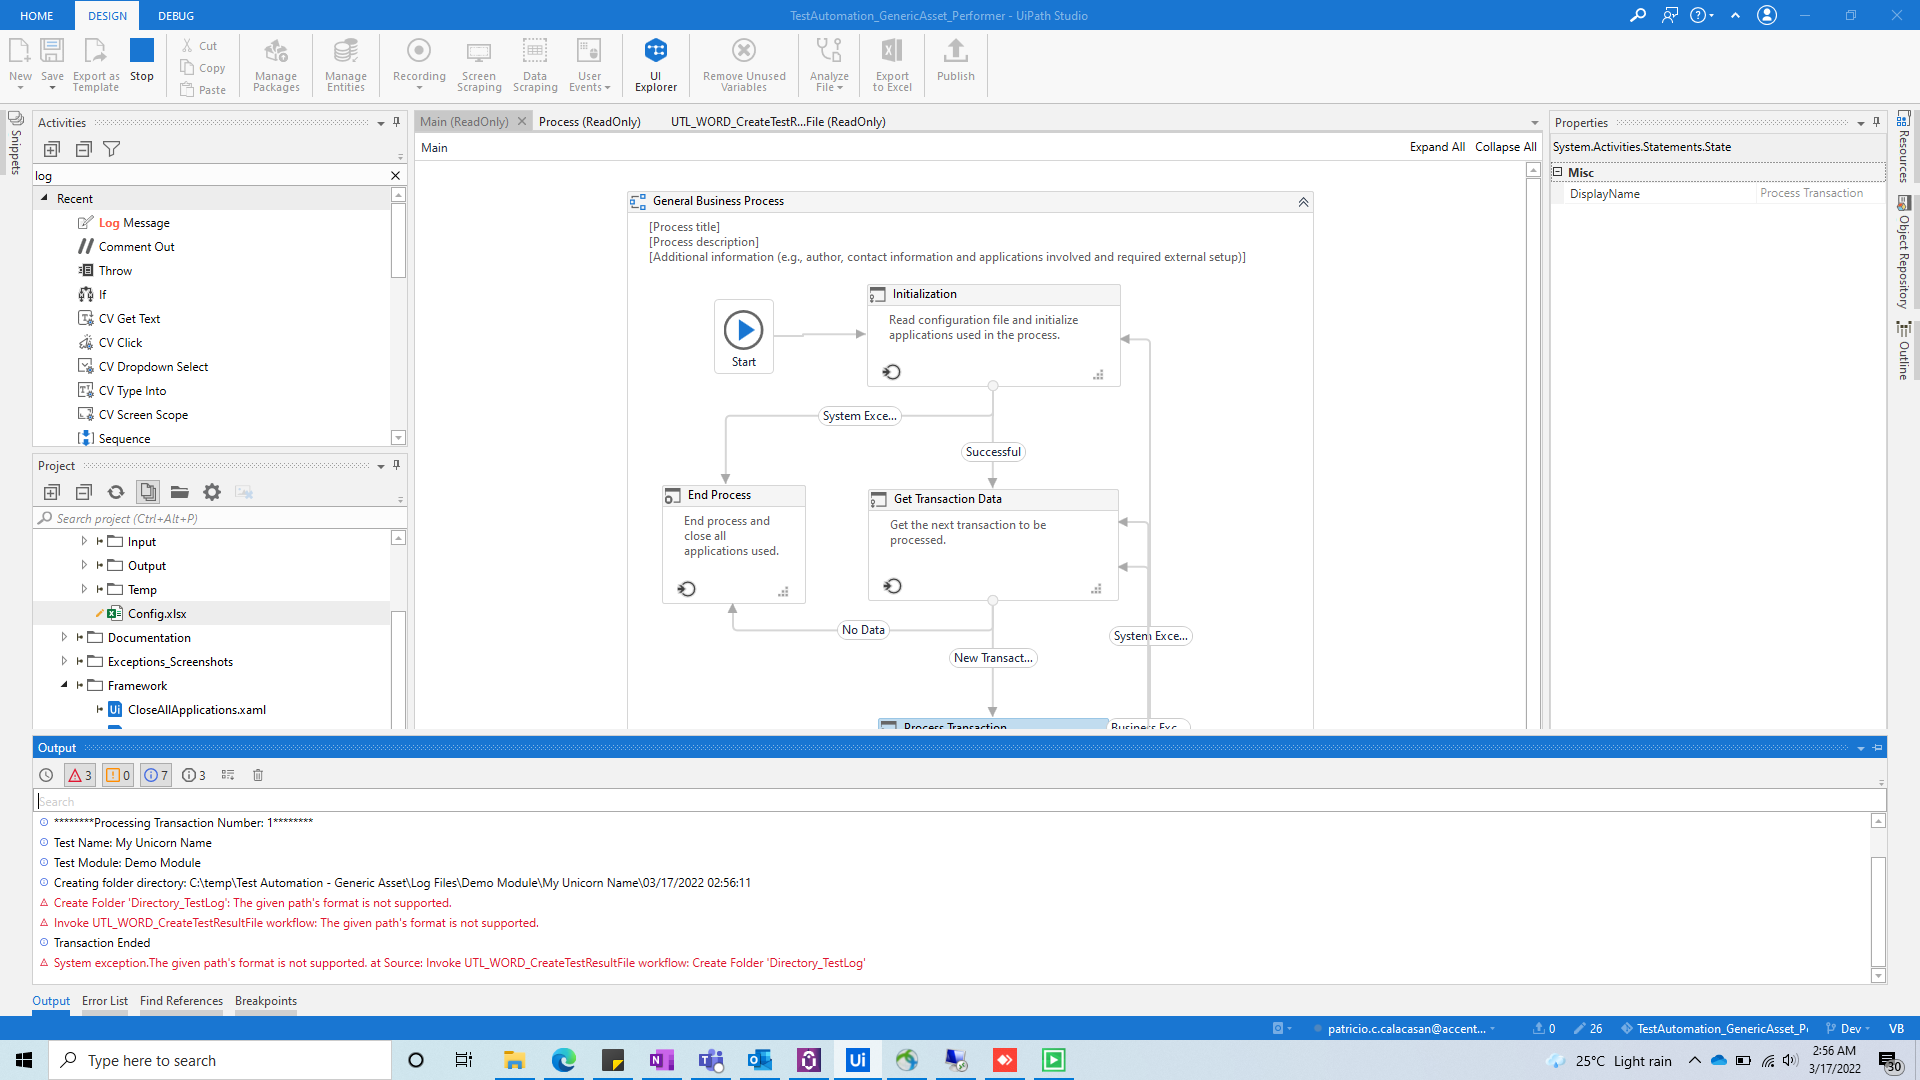 HOME
DESIGN
DEBUG
TestAutomation_GenericAsset_Performer - UiPath Studio
New
Save
Export as Template
Stop
Cut
Copy
Paste
Manage Packages
Manage Entities
Recording
Screen Scraping
Data Scraping
User Events
UI Explorer
Remove Unused Variables
Analyze File
Export to Excel
Publish
Snippets
Activities
log
Recent
Log Message
Comment Out
Throw
If
CV Get Text
CV Click
CV Dropdown Select
CV Type Into
CV Screen Scope
Sequence
Project
Search project (Ctrl+Alt+P)
Input
Output
Temp
Config.xlsx
Documentation
Exceptions_Screenshots
Framework
CloseAllApplications.xaml
Main (ReadOnly)
Process (ReadOnly)
UTL_WORD_CreateTestR...File (ReadOnly)
Main
Expand All
Collapse All
General Business Process
[Process title]
[Process description]
[Additional information (e.g., author, contact information and applications involved and required external setup)]
Start
Initialization
Read configuration file and initialize
applications used in the process.
System Exce...
Successful
End Process
End process and
close all
applications used.
Get Transaction Data
Get the next transaction to be
processed.
No Data
System Exce...
New Transact...
Process Transaction
Business Exc...
Properties
System.Activities.Statements.State
Misc
DisplayName
Process Transaction
Resources
Object Repository
Outline
Output
3
0
7
3
Search
********Processing Transaction Number: 1********
Test Name: My Unicorn Name
Test Module: Demo Module
Creating folder directory: C:\temp\Test Automation - Generic Asset\Log Files\Demo Module\My Unicorn Name\03/17/2022 02:56:11
Create Folder 'Directory_TestLog': The given path's format is not supported.
Invoke UTL_WORD_CreateTestResultFile workflow: The given path's format is not supported.
Transaction Ended
System exception.The given path's format is not supported. at Source: Invoke UTL_WORD_CreateTestResultFile workflow: Create Folder 'Directory_TestLog'
Output
Error List
Find References
Breakpoints
patricio.c.calacasan@accent...
0
26
TestAutomation_GenericAsset_P
Dev
VB
Type here to search
Ui
25°C Light rain
2:56 AM
3/17/2022
30